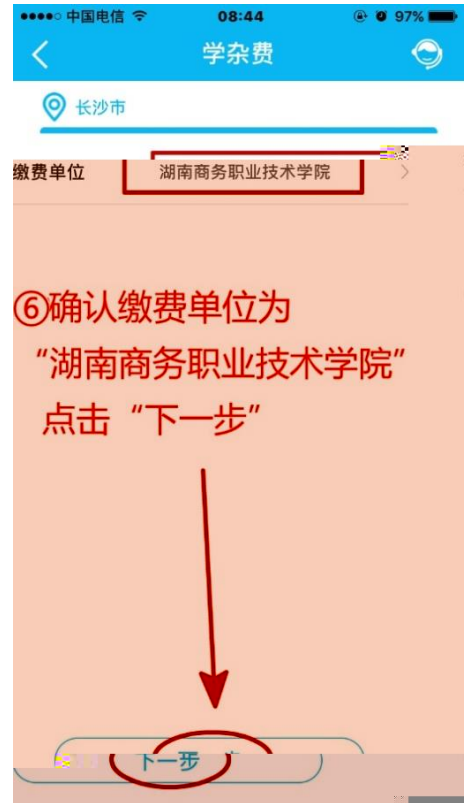 中国电信 08:44 97%
学杂费
长沙市
缴费单位 湖南商务职业技术学院
⑥确认缴费单位为
“湖南商务职业技术学院”
点击“下一步”
下一步